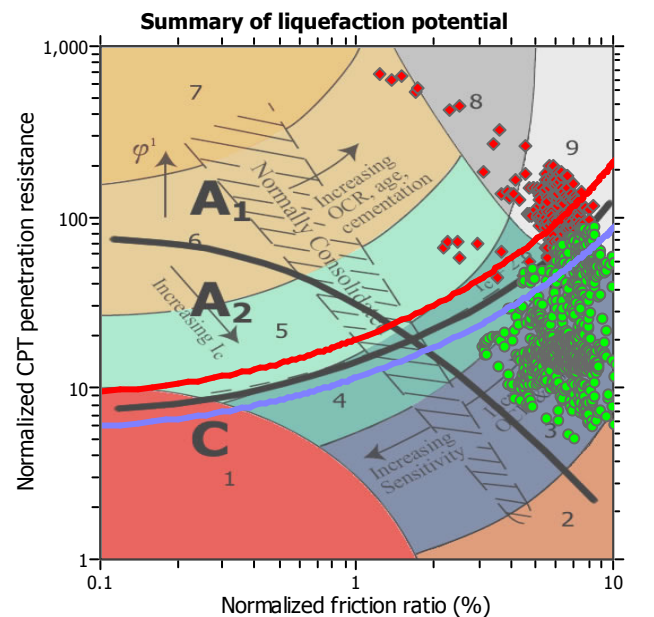 Summary of liquefaction potential
Normalized CPT penetration resistance
1,000
100
10
1
7
8
9
φ¹
A₁
Increasing
OCR, age,
cementation
Normally Consolidated
6
A₂
Increasing Ic
5
4
C
1
Increasing
Sensitivity
3
2
0.1
1
10
Normalized friction ratio (%)